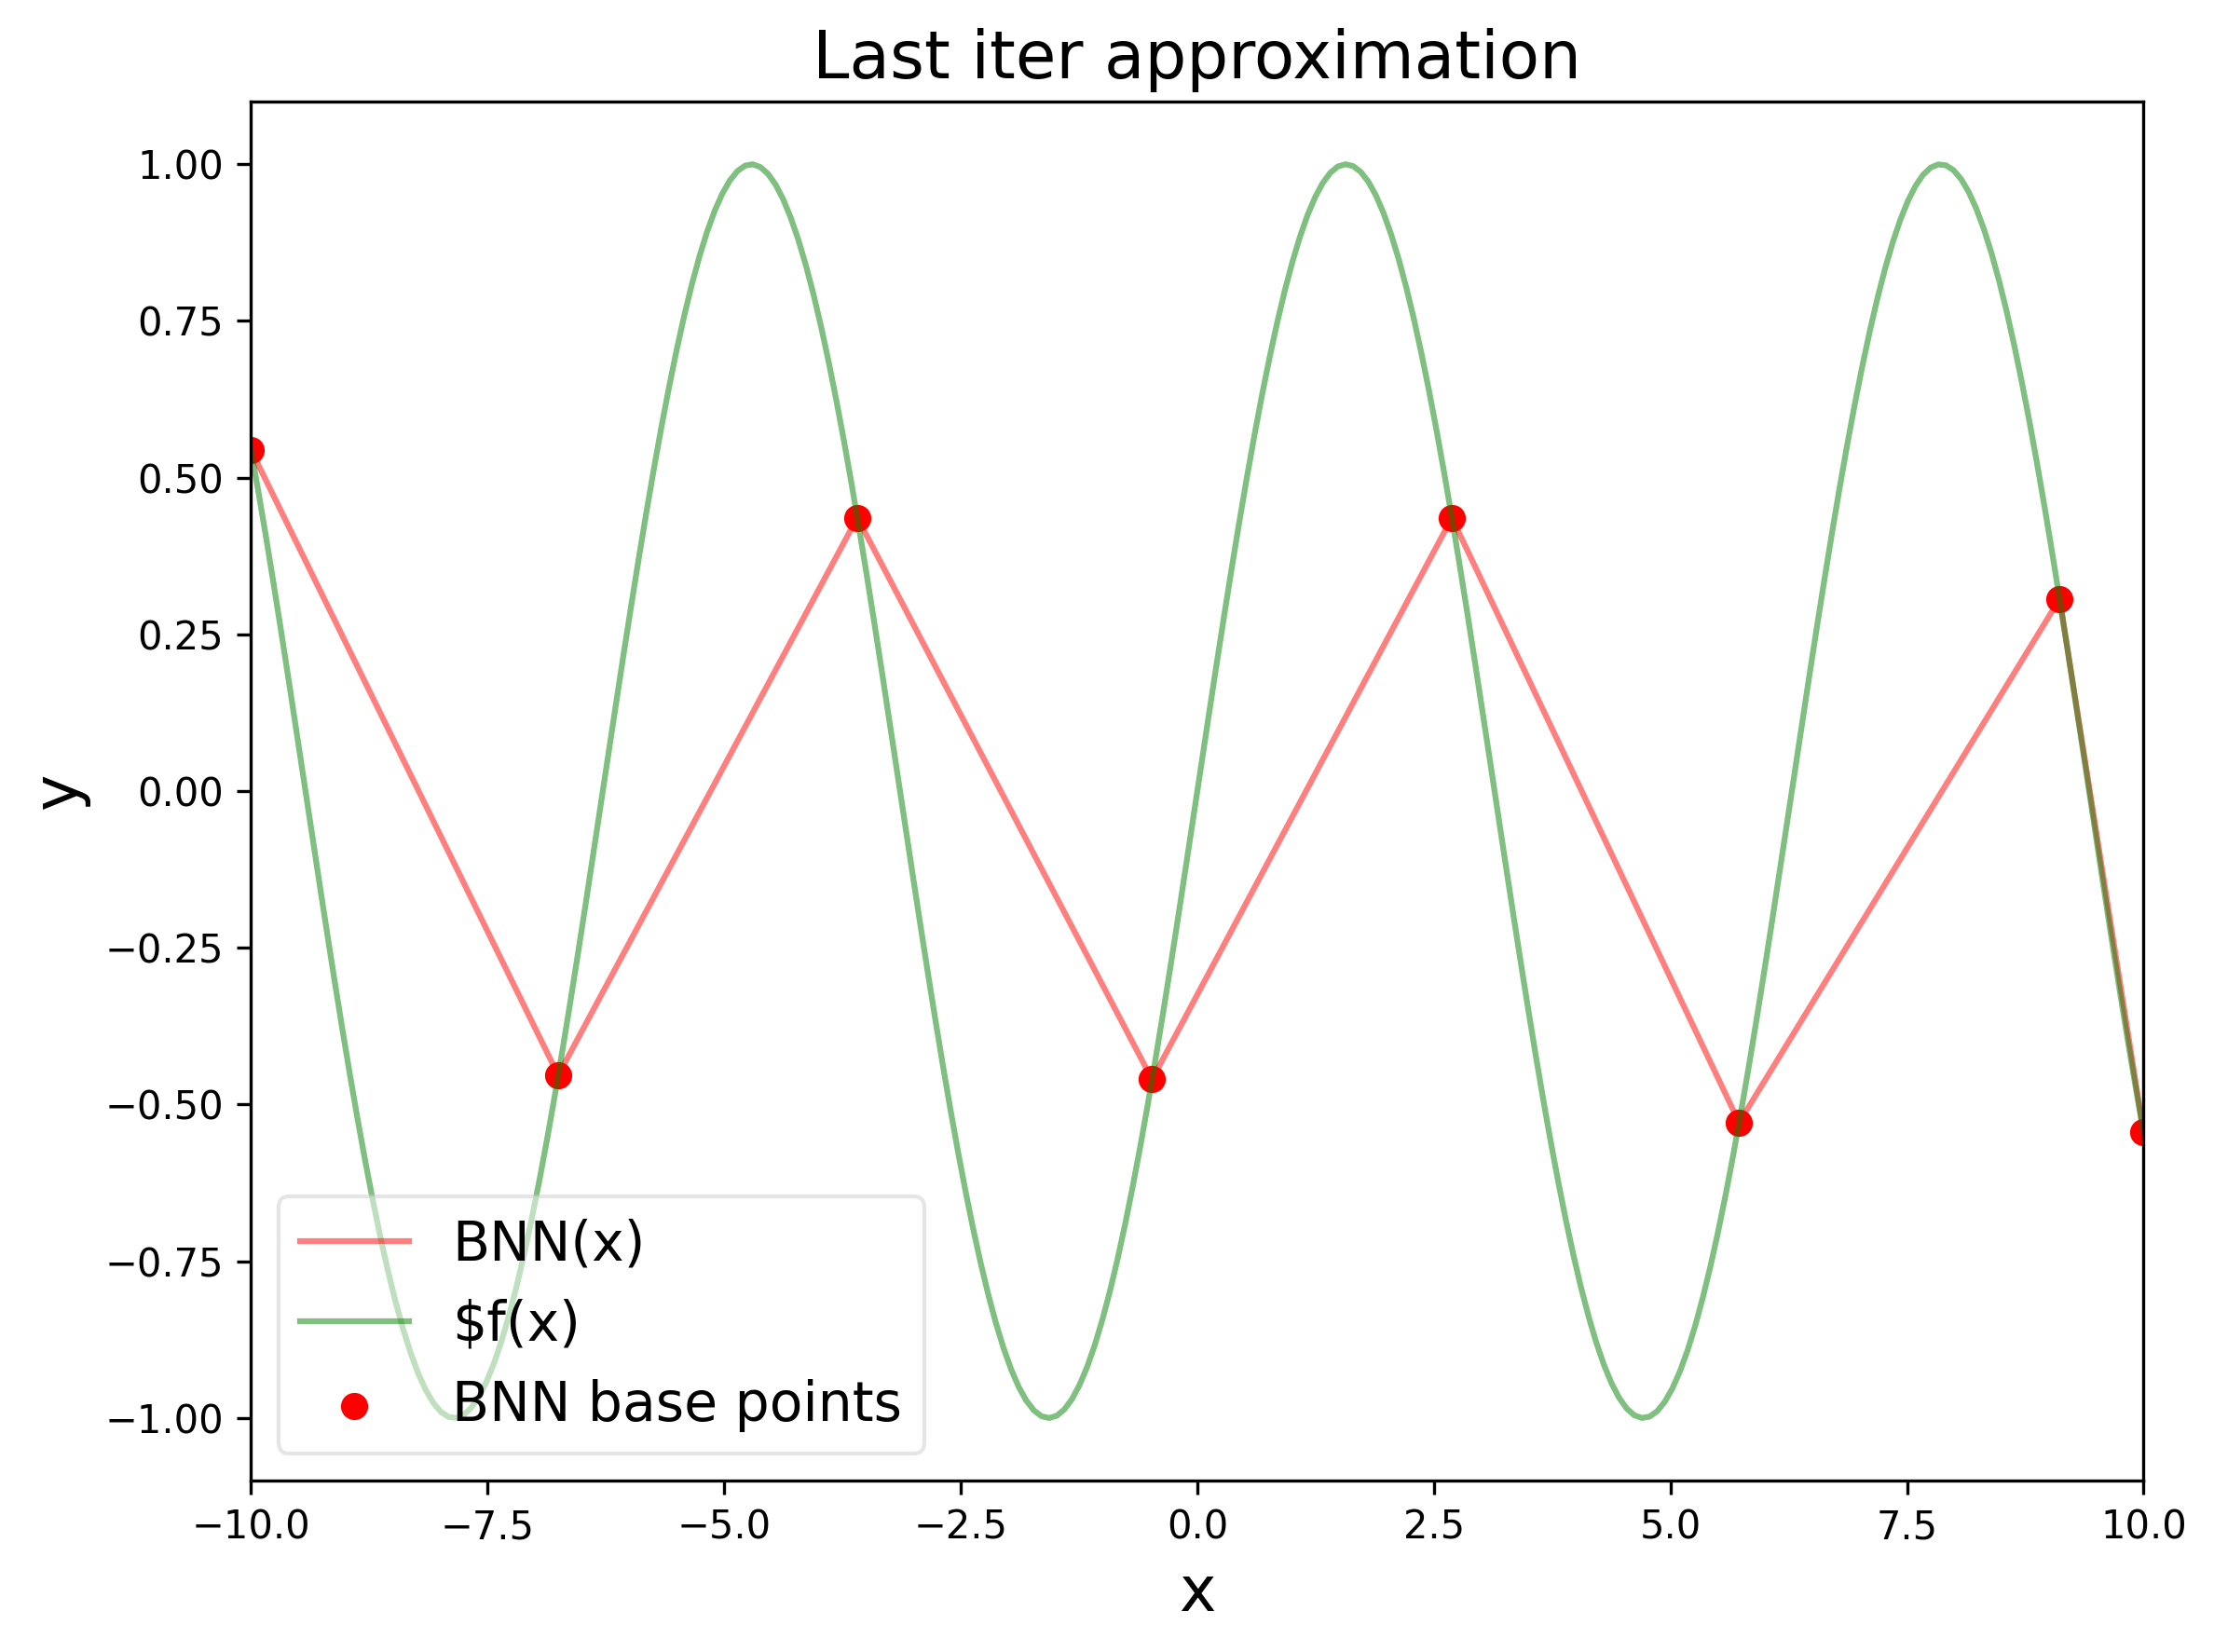 Last iter approximation
y
1.00
0.75
0.50
0.25
0.00
−0.25
−0.50
−0.75
−1.00
BNN(x)
$f(x)
BNN base points
−10.0 −7.5 −5.0 −2.5 0.0 2.5 5.0 7.5 10.0
x